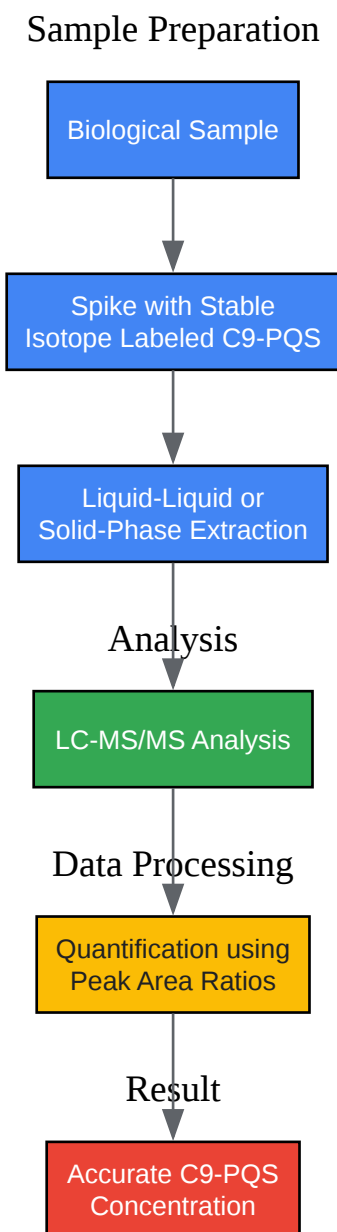 Sample Preparation
Biological Sample
Spike with Stable
Isotope Labeled C9-PQS
Liquid-Liquid or
Solid-Phase Extraction
Analysis
LC-MS/MS Analysis
Data Processing
Quantification using
Peak Area Ratios
Result
Accurate C9-PQS
Concentration